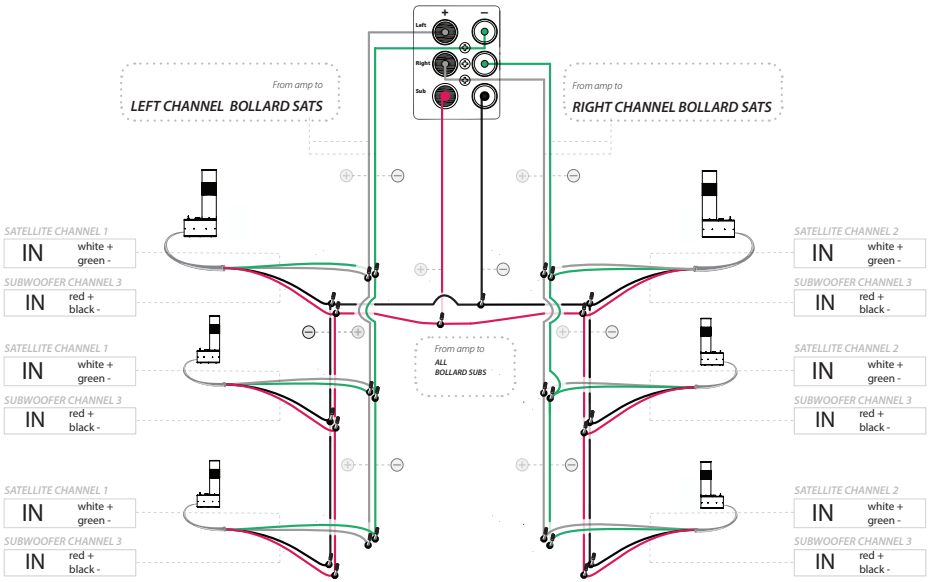 + −
Left
Right
Sub
From amp to
LEFT CHANNEL BOLLARD SATS
From amp to
RIGHT CHANNEL BOLLARD SATS
+ −
+ −
SATELLITE CHANNEL 1
IN white +
green -
SUBWOOFER CHANNEL 3
IN red +
black -
SATELLITE CHANNEL 2
IN white +
green -
SUBWOOFER CHANNEL 3
IN red +
black -
+ −
− +
+ −
From amp to
ALL
BOLLARD SUBS
SATELLITE CHANNEL 1
IN white +
green -
SUBWOOFER CHANNEL 3
IN red +
black -
SATELLITE CHANNEL 2
IN white +
green -
SUBWOOFER CHANNEL 3
IN red +
black -
+ −
+ −
SATELLITE CHANNEL 1
IN white +
green -
SUBWOOFER CHANNEL 3
IN red +
black -
SATELLITE CHANNEL 2
IN white +
green -
SUBWOOFER CHANNEL 3
IN red +
black -